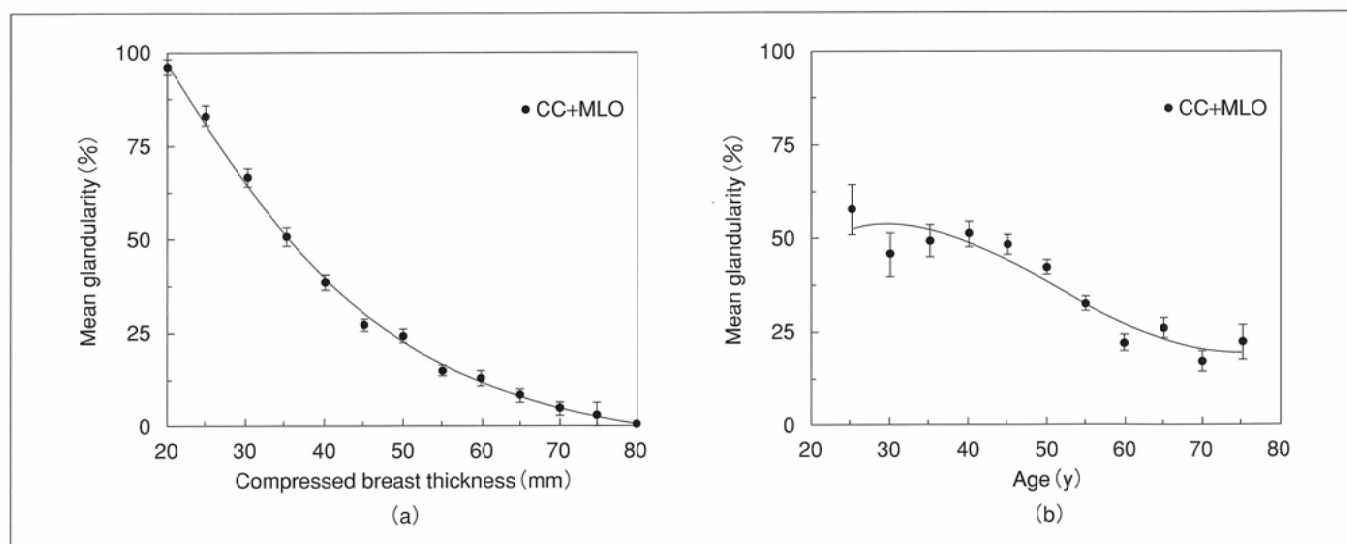 100
75
50
25
0
Mean glandularity (%)
CC+MLO
20 30 40 50 60 70 80
Compressed breast thickness (mm)
(a)
100
75
50
25
0
Mean glandularity (%)
CC+MLO
20 30 40 50 60 70 80
Age (y)
(b)